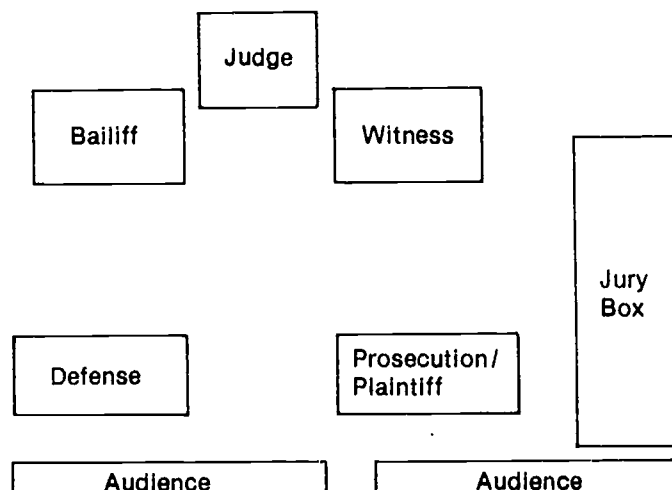 Judge
Bailiff
Witness
Jury
Box
Defense
Prosecution/
Plaintiff
Audience
Audience